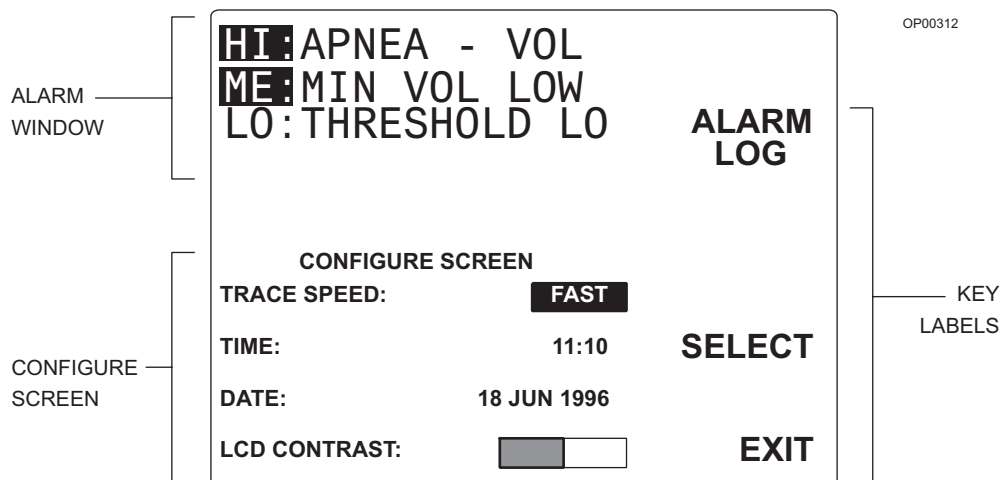 OP00312
HI:APNEA - VOL
ME:MIN VOL LOW
LO:THRESHOLD LO
ALARM
WINDOW
ALARM
LOG
CONFIGURE SCREEN
TRACE SPEED: FAST
KEY
LABELS
TIME: 11:10
SELECT
CONFIGURE
SCREEN
DATE: 18 JUN 1996
LCD CONTRAST:
EXIT